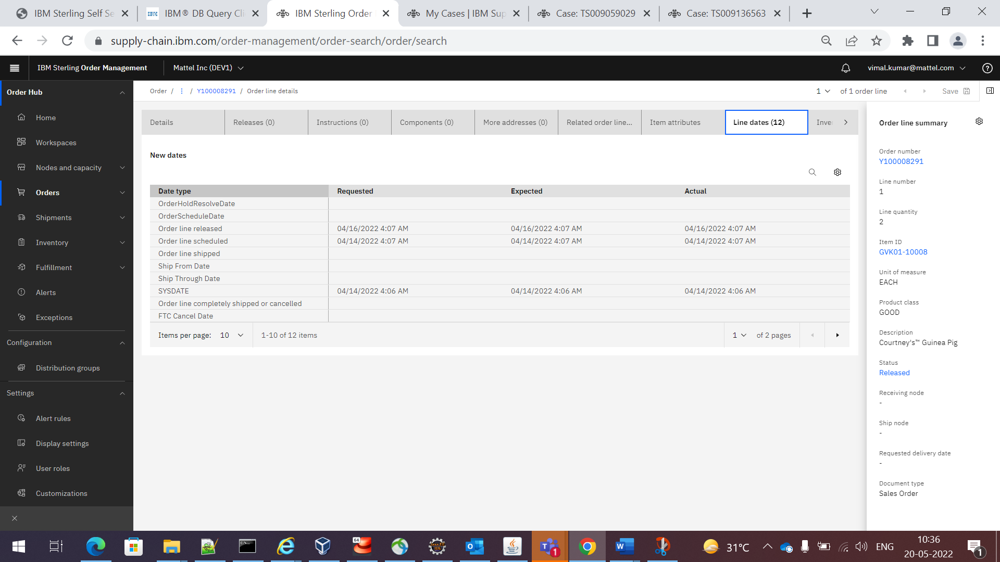 IBM Sterling Self Se
IBM® DB Query Cli
IBM Sterling Order
My Cases | IBM Sup
Case: TS009059029
Case: TS009136563
supply-chain.ibm.com/order-management/order-search/order/search
IBM Sterling Order Management
Mattel Inc (DEV1)
vimal.kumar@mattel.com
Order Hub
Home
Workspaces
Nodes and capacity
Orders
Shipments
Inventory
Fulfillment
Alerts
Exceptions
Configuration
Distribution groups
Settings
Alert rules
Display settings
User roles
Customizations
Order / / Y100008291 / Order line details
1 of 1 order line
Save
Details
Releases (0)
Instructions (0)
Components (0)
More addresses (0)
Related order line...
Item attributes
Line dates (12)
Inve
New dates
Date type Requested Expected Actual
OrderHoldResolveDate
OrderScheduleDate
Order line released 04/16/2022 4:07 AM 04/16/2022 4:07 AM 04/16/2022 4:07 AM
Order line scheduled 04/14/2022 4:07 AM 04/14/2022 4:07 AM 04/14/2022 4:07 AM
Order line shipped
Ship From Date
Ship Through Date
SYSDATE 04/14/2022 4:06 AM 04/14/2022 4:06 AM 04/14/2022 4:06 AM
Order line completely shipped or cancelled
FTC Cancel Date
Items per page: 10 1-10 of 12 items 1 of 2 pages
Order line summary
Order number
Y100008291
Line number
1
Line quantity
2
Item ID
GVK01-10008
Unit of measure
EACH
Product class
GOOD
Description
Courtney's™ Guinea Pig
Status
Released
Receiving node
-
Ship node
-
Requested delivery date
-
Document type
Sales Order
64
1
31°C
ENG
10:36
20-05-2022
1